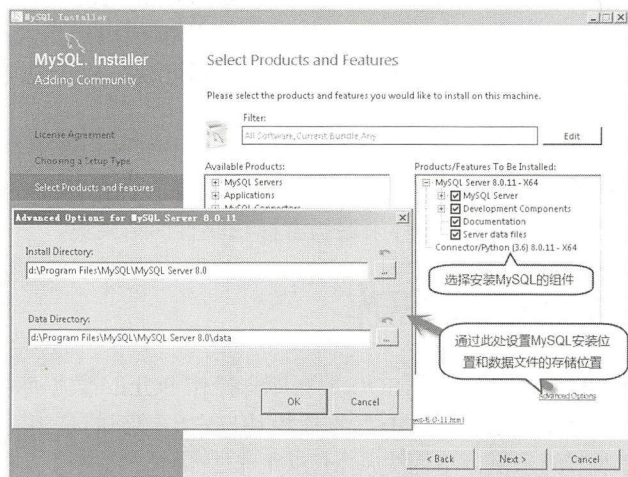 MySQL Installer
MySQL. Installer
Adding Community
License Agreement
Choosing a Setup Type
Select Products and Features
Select Products and Features
Please select the products and features you would like to install on this machine.
Filter:
All Software,Current Bundle,Any
Edit
Available Products:
MySQL Servers
Applications
MySQL Connectors
Products/Features To Be Installed:
MySQL Server 8.0.11 - X64
MySQL Server
Development Components
Documentation
Server data files
Connector/Python (3.6) 8.0.11 - X64
选择安装MySQL的组件
Advanced Options for MySQL Server 8.0.11
Install Directory:
d:\Program Files\MySQL\MySQL Server 8.0
...
Data Directory:
d:\Program Files\MySQL\MySQL Server 8.0\data
...
OK
Cancel
通过此处设置MySQL安装位
置和数据文件的存储位置
Advanced Options
< Back
Next >
Cancel